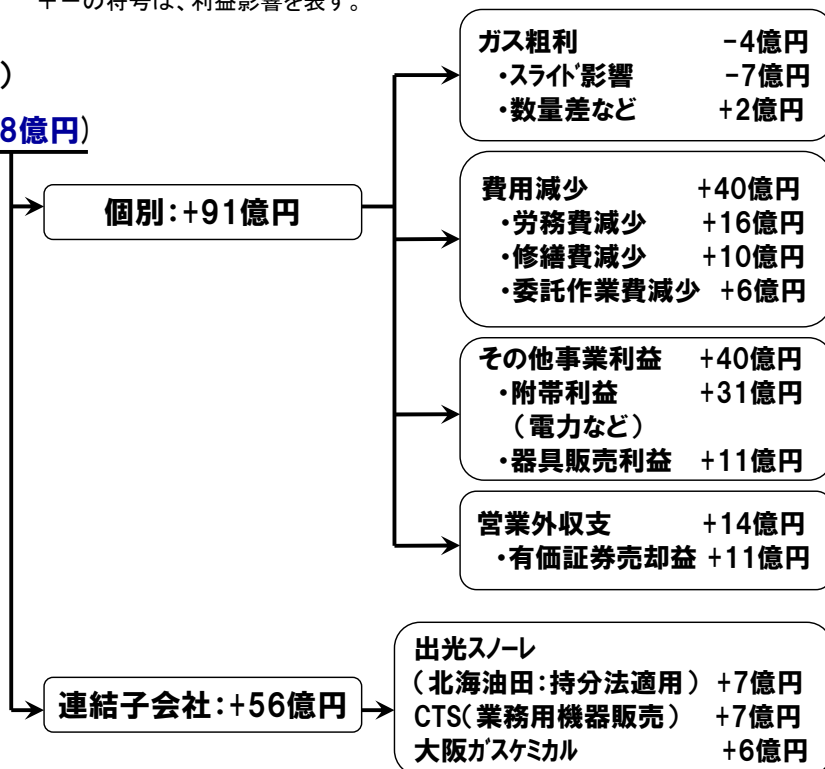 ＋－の符号は、利益影響を表す。
）
8億円）
個別：+91億円
ガス粗利 -4億円
・スライド影響 -7億円
・数量差など +2億円
費用減少 +40億円
・労務費減少 +16億円
・修繕費減少 +10億円
・委託作業費減少 +6億円
その他事業利益 +40億円
・附帯利益 +31億円
（電力など）
・器具販売利益 +11億円
営業外収支 +14億円
・有価証券売却益 +11億円
連結子会社：+56億円
出光スノーレ
（北海油田：持分法適用） +7億円
CTS（業務用機器販売） +7億円
大阪ガスケミカル +6億円